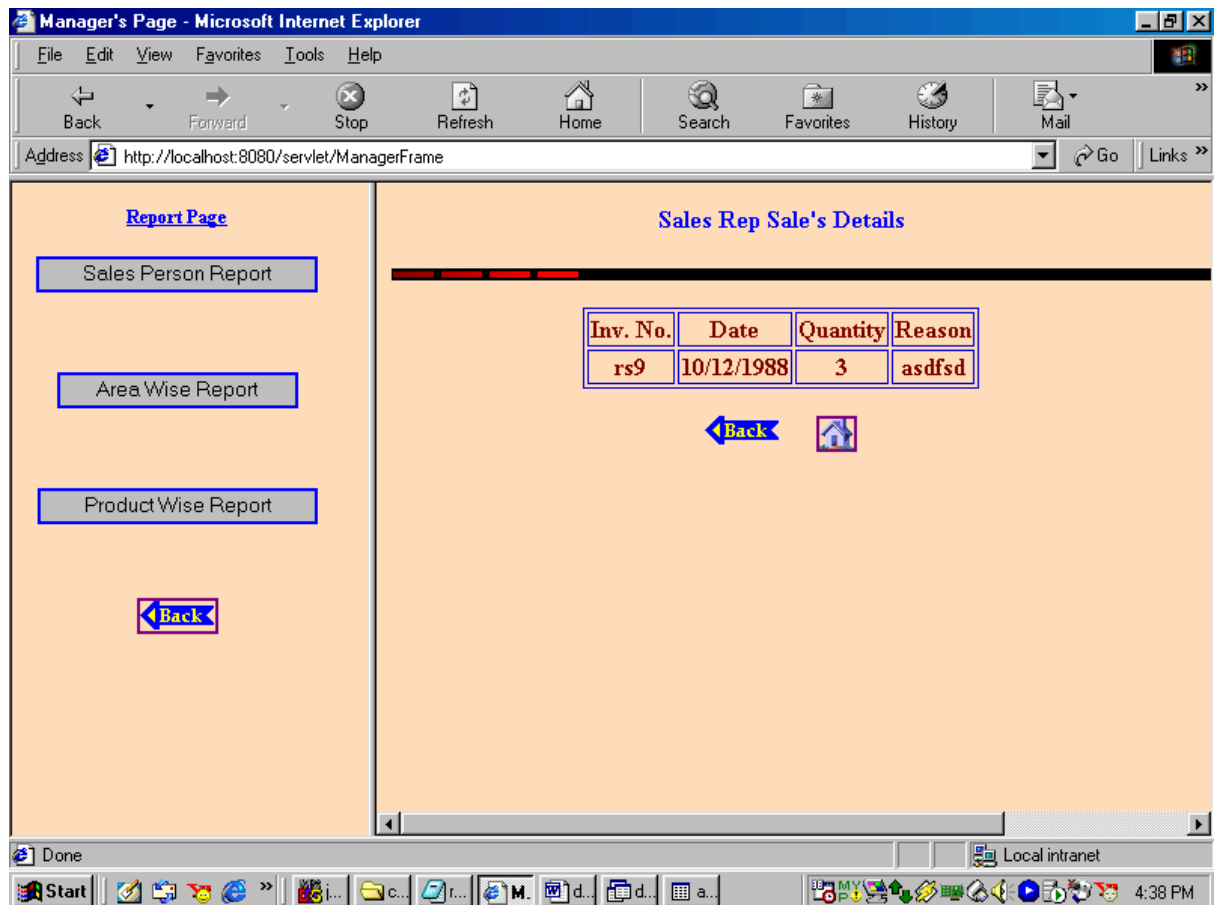 Manager's Page - Microsoft Internet Explorer
File Edit View Favorites Tools Help
Back Forward Stop Refresh Home Search Favorites History Mail »
Address http://localhost:8080/servlet/ManagerFrame Go Links »
Report Page
Sales Person Report
Area Wise Report
Product Wise Report
Back
Sales Rep Sale's Details
Inv. No. Date Quantity Reason
rs9 10/12/1988 3 asdfsd
Back
Done Local intranet
Start » j... c... r... M. d... d... a... 4:38 PM